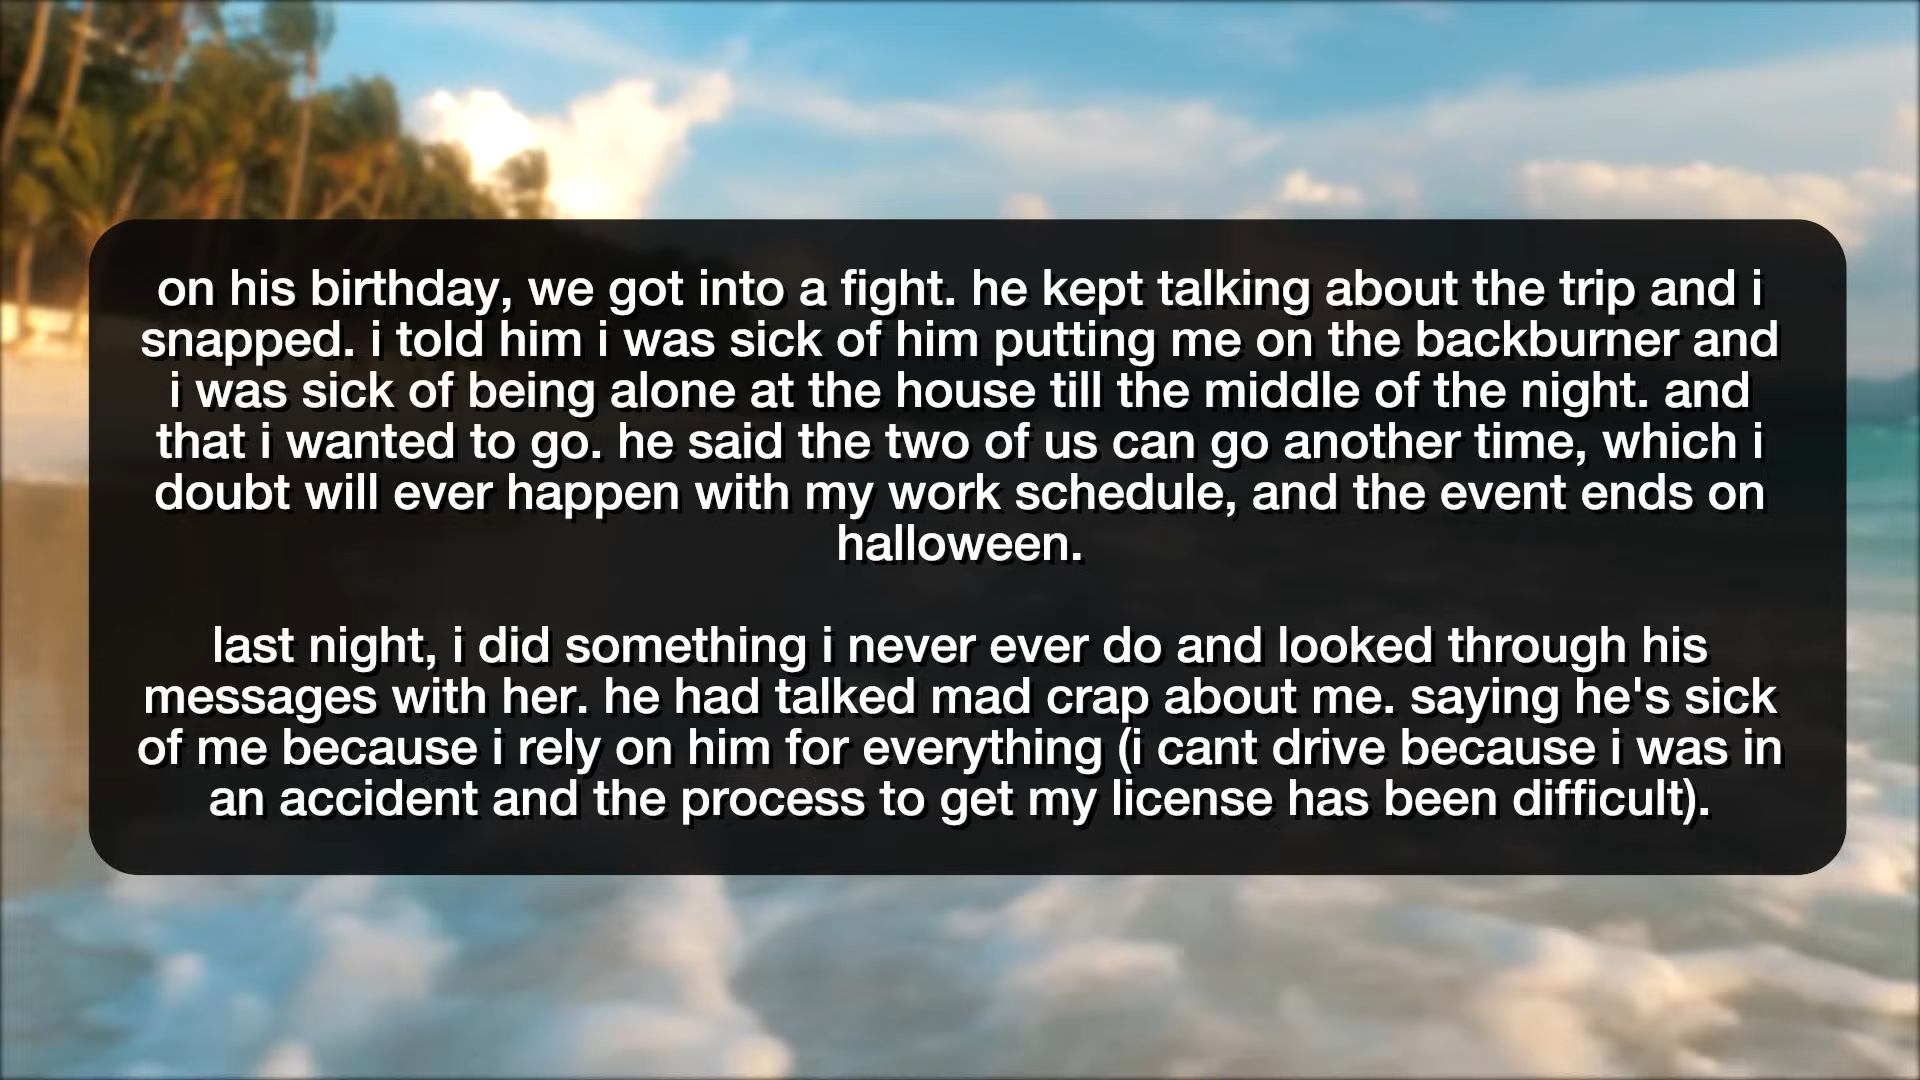 on his birthday, we got into a fight. he kept talking about the trip and i
snapped. i told him i was sick of him putting me on the backburner and
i was sick of being alone at the house till the middle of the night. and
that i wanted to go. he said the two of us can go another time, which i
doubt will ever happen with my work schedule, and the event ends on
halloween.
last night, i did something i never ever do and looked through his
messages with her. he had talked mad crap about me. saying he's sick
of me because i rely on him for everything (i cant drive because i was in
an accident and the process to get my license has been difficult).